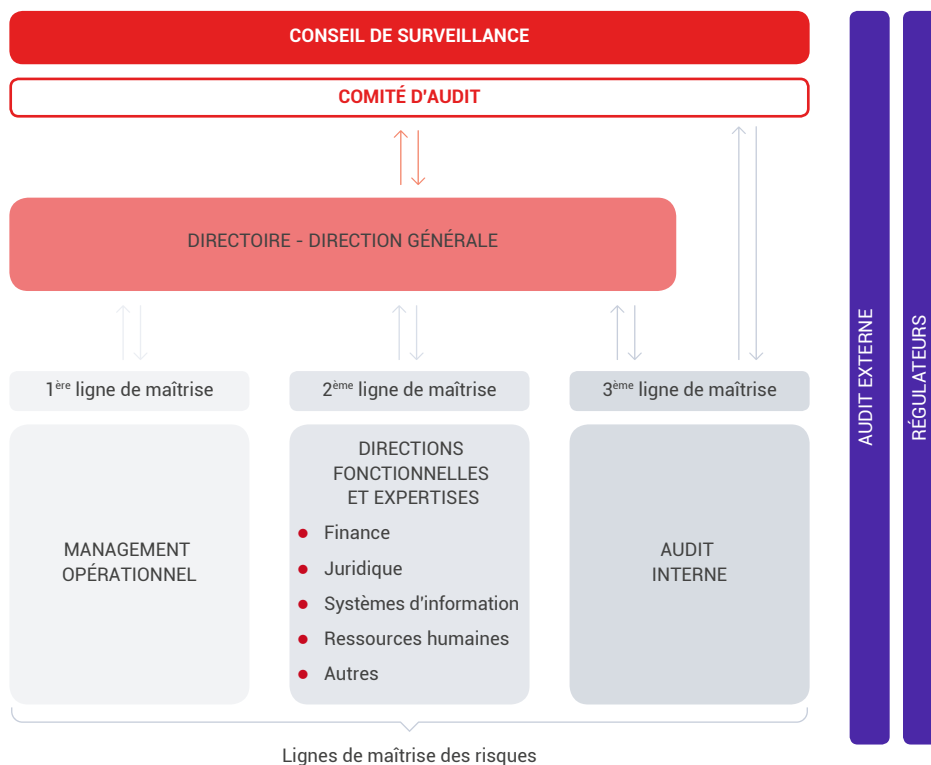 CONSEIL DE SURVEILLANCE
COMITÉ D'AUDIT
DIRECTOIRE - DIRECTION GÉNÉRALE
1ère ligne de maîtrise
2ème ligne de maîtrise
3ème ligne de maîtrise
MANAGEMENT
OPÉRATIONNEL
DIRECTIONS
FONCTIONNELLES
ET EXPERTISES
Finance
Juridique
Systèmes d'information
Ressources humaines
Autres
AUDIT
INTERNE
Lignes de maîtrise des risques
AUDIT EXTERNE
RÉGULATEURS